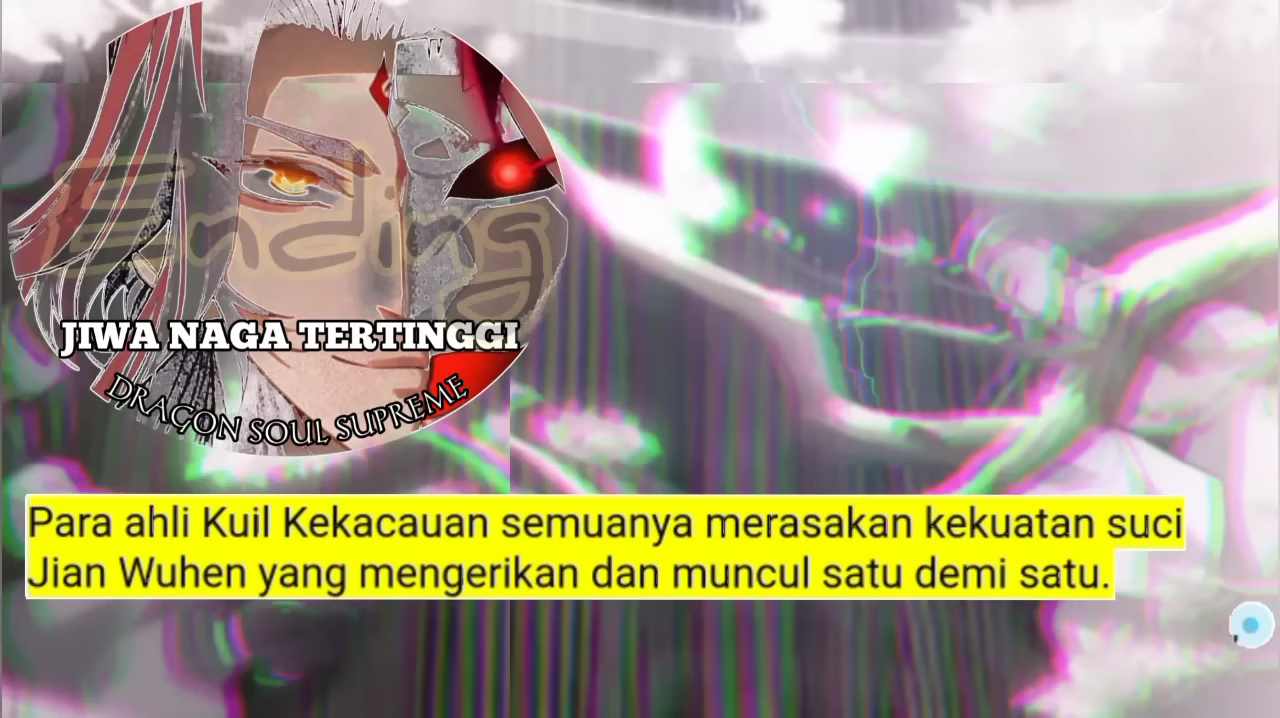 Ending
JIWA NAGA TERTINGGI
DRAGON SOUL SUPREME
Para ahli Kuil Kekacauan semuanya merasakan kekuatan suci
Jian Wuhen yang mengerikan dan muncul satu demi satu.